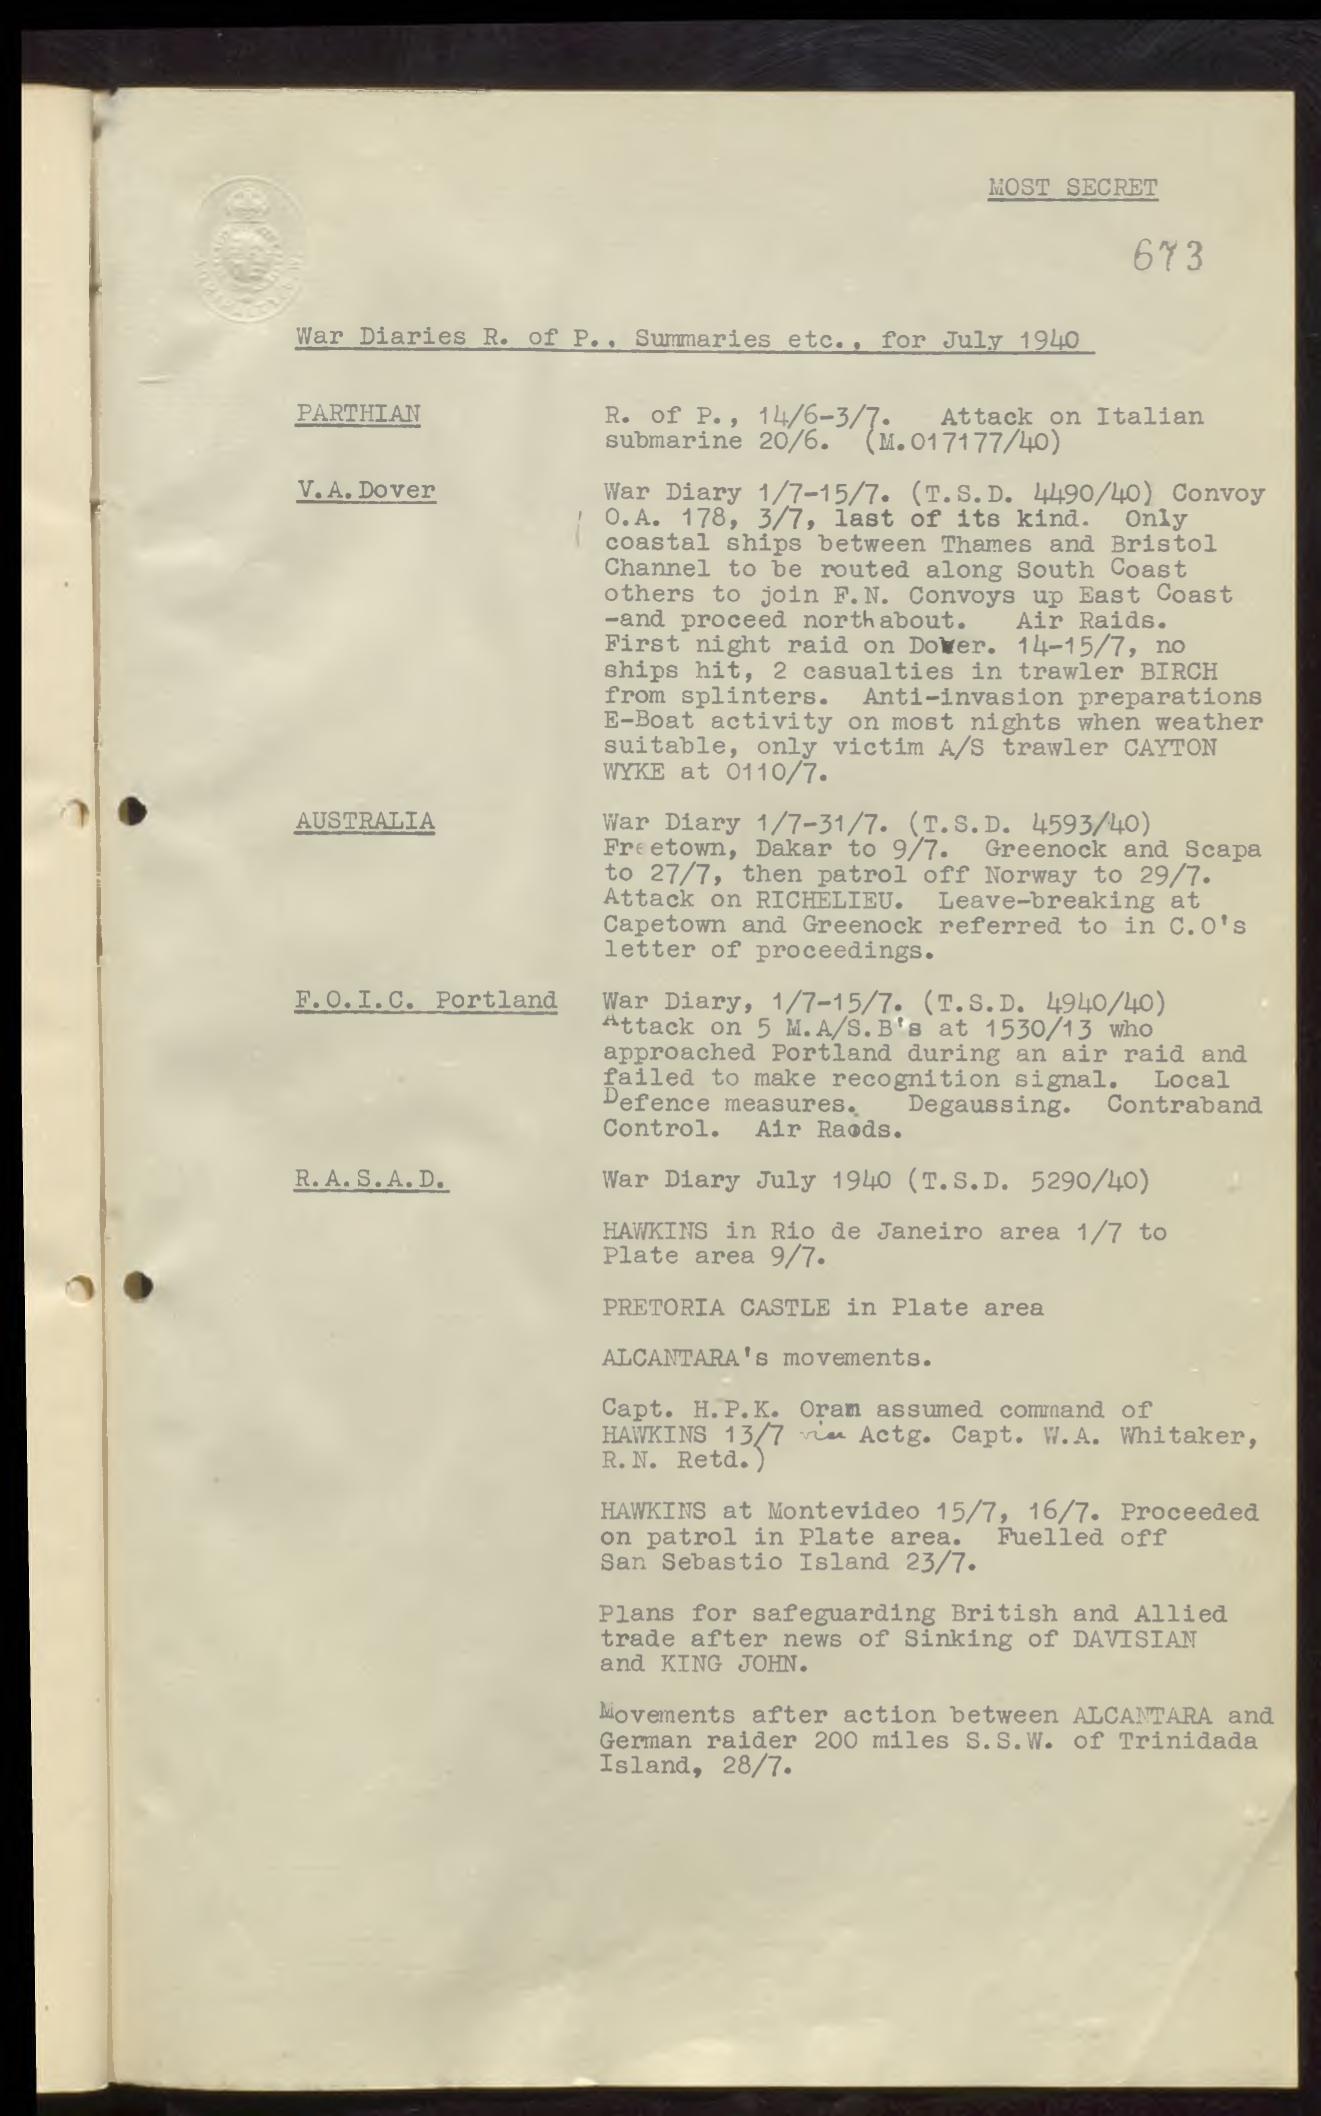 MOST SECRET
673
War Diaries R. of P., Summaries etc., for July 1940
PARTHIAN
R. of P., 14/6-3/7. Attack on Italian
submarine 20/6. (M.017177/40)
V.A.Dover
War Diary 1/7-15/7. (T.S.D. 4490/40) Convoy
O.A. 178, 3/7, last of its kind. Only
coastal ships between Thames and Bristol
Channel to be routed along South Coast
others to join F.N. Convoys up East Coast
-and proceed northabout. Air Raids.
First night raid on Dover. 14-15/7, no
ships hit, 2 casualties in trawler BIRCH
from splinters. Anti-invasion preparations
E-Boat activity on most nights when weather
suitable, only victim A/S trawler CAYTON
WYKE at 0110/7.
AUSTRALIA
War Diary 1/7-31/7. (T.S.D. 4593/40)
Freetown, Dakar to 9/7. Greenock and Scapa
to 27/7, then patrol off Norway to 29/7.
Attack on RICHELIEU. Leave-breaking at
Capetown and Greenock referred to in C.O's
letter of proceedings.
F.O.I.C. Portland
War Diary, 1/7-15/7. (T.S.D. 4940/40)
Attack on 5 M.A/S.B's at 1530/13 who
approached Portland during an air raid and
failed to make recognition signal. Local
Defence measures. Degaussing. Contraband
Control. Air Raods.
R.A.S.A.D.
War Diary July 1940 (T.S.D. 5290/40)
HAWKINS in Rio de Janeiro area 1/7 to
Plate area 9/7.
PRETORIA CASTLE in Plate area
ALCANTARA's movements.
Capt. H.P.K. Oram assumed command of
HAWKINS 13/7 vice Actg. Capt. W.A. Whitaker,
R.N. Retd.)
HAWKINS at Montevideo 15/7, 16/7. Proceeded
on patrol in Plate area. Fuelled off
San Sebastio Island 23/7.
Plans for safeguarding British and Allied
trade after news of Sinking of DAVISIAN
and KING JOHN.
Movements after action between ALCANTARA and
German raider 200 miles S.S.W. of Trinidada
Island, 28/7.